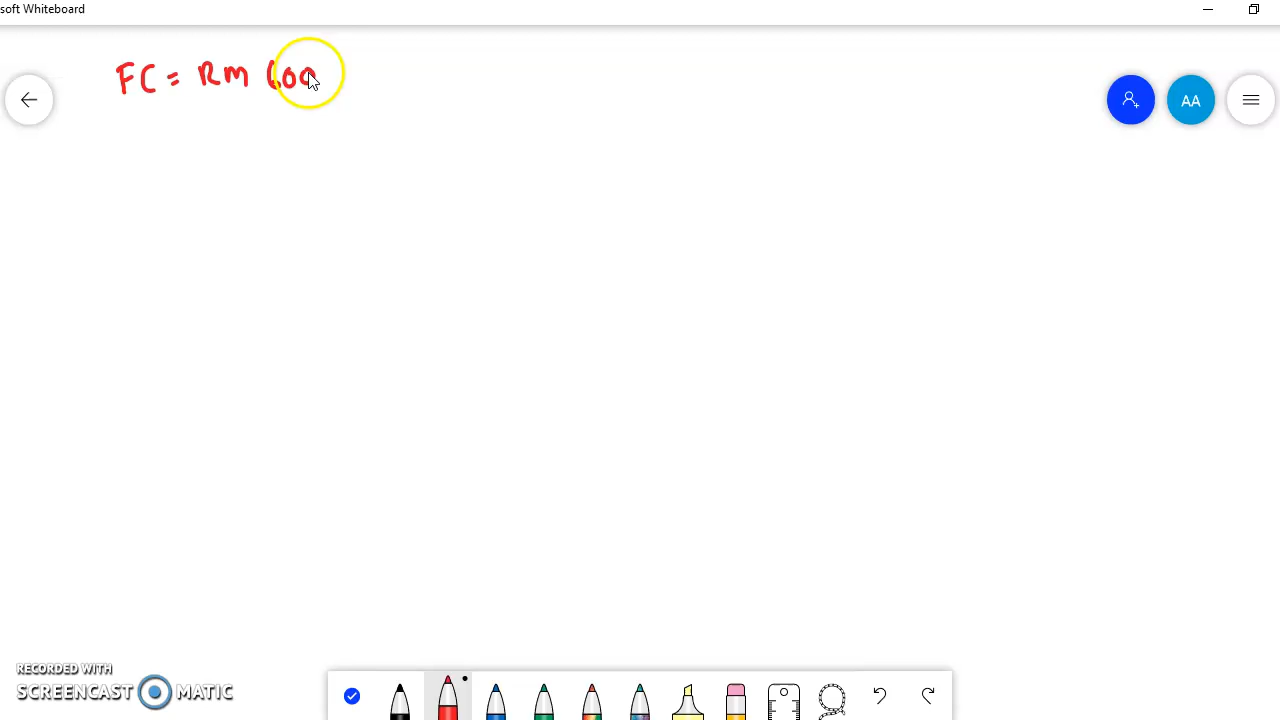 soft Whiteboard
FC = RM 600
AA
RECORDED WITH
SCREENCAST MATIC